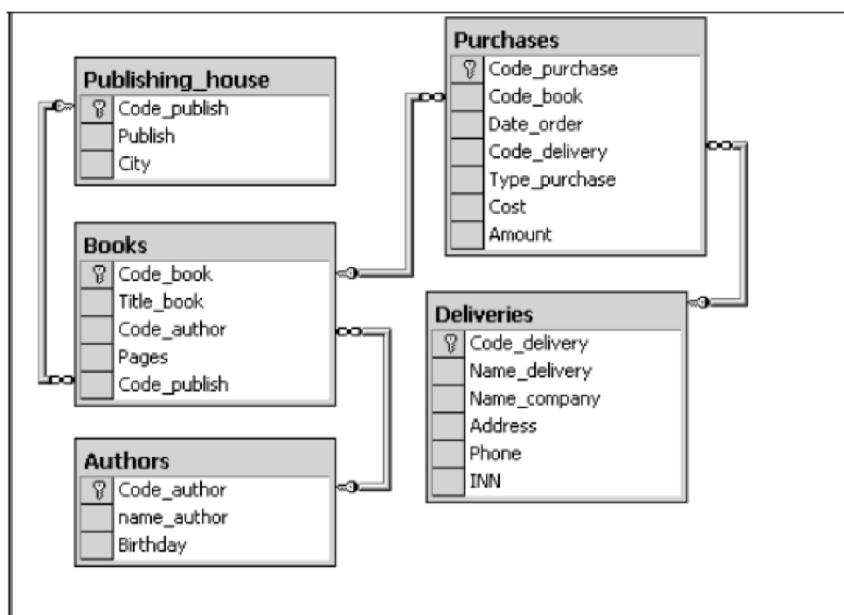 Publishing_house
Code_publish
Publish
City
Books
Code_book
Title_book
Code_author
Pages
Code_publish
Authors
Code_author
name_author
Birthday
Purchases
Code_purchase
Code_book
Date_order
Code_delivery
Type_purchase
Cost
Amount
Deliveries
Code_delivery
Name_delivery
Name_company
Address
Phone
INN